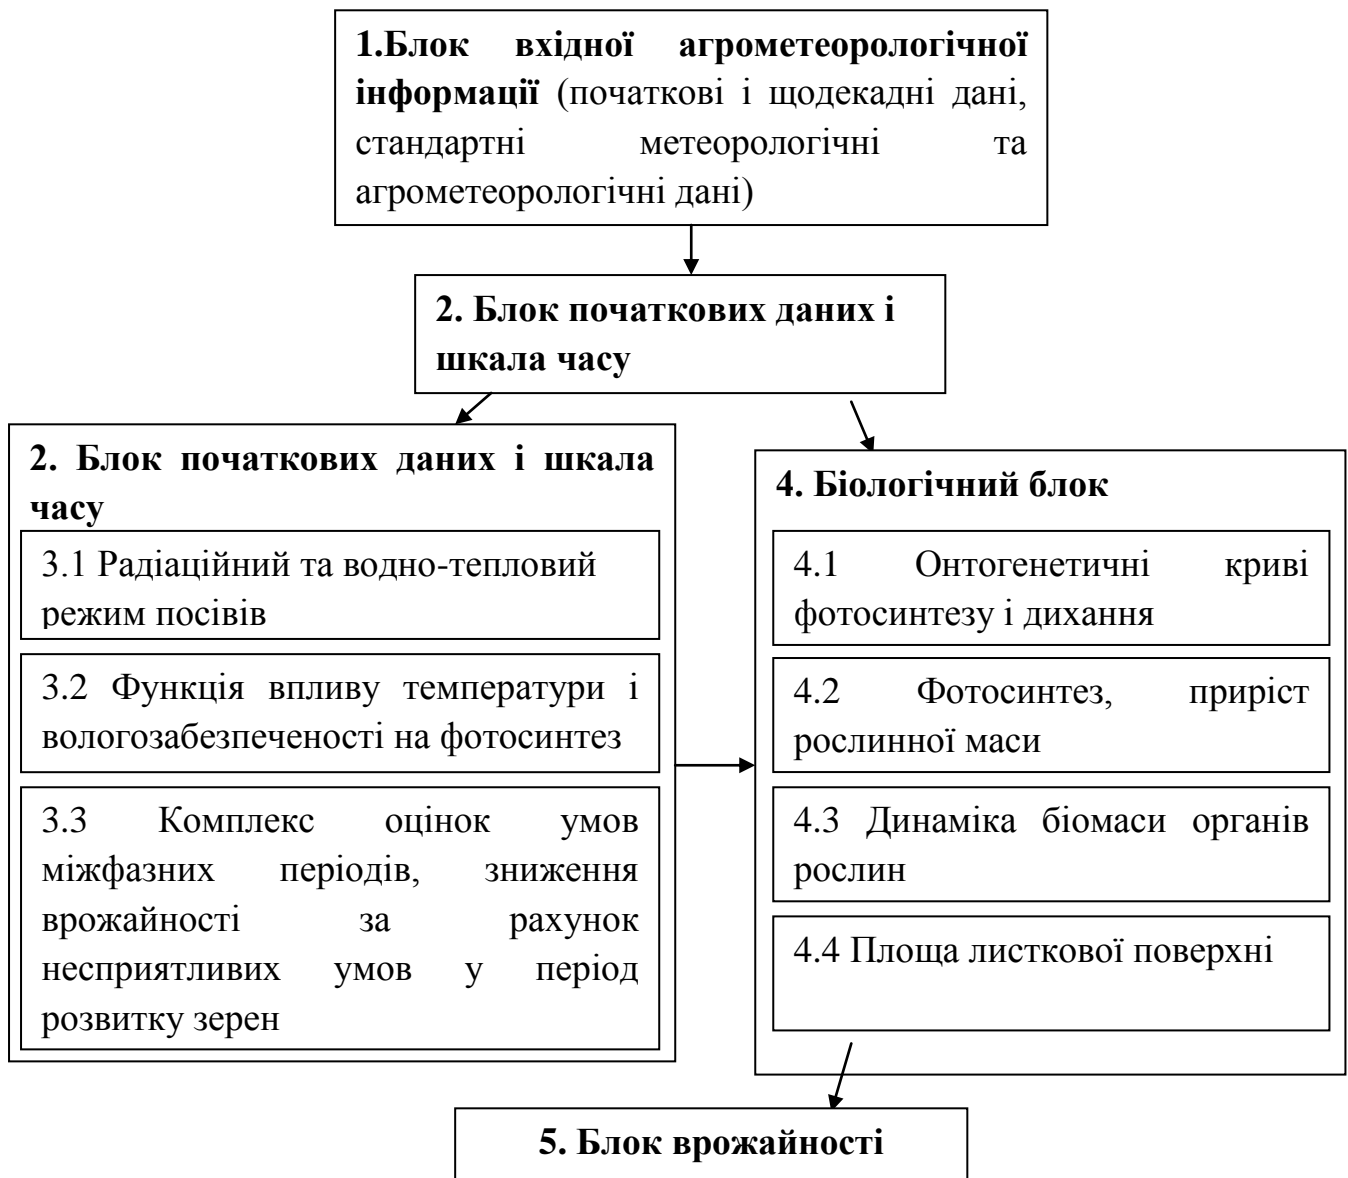 1.Блок вхідної агрометеорологічної
інформації (початкові і щодекадні дані,
стандартні метеорологічні та
агрометеорологічні дані)
2. Блок початкових даних і
шкала часу
2. Блок початкових даних і шкала
часу
3.1 Радіаційний та водно-тепловий
режим посівів
3.2 Функція впливу температури і
вологозабезпеченості на фотосинтез
3.3 Комплекс оцінок умов
міжфазних періодів, зниження
врожайності за рахунок
несприятливих умов у період
розвитку зерен
4. Біологічний блок
4.1 Онтогенетичні криві
фотосинтезу і дихання
4.2 Фотосинтез, приріст
рослинної маси
4.3 Динаміка біомаси органів
рослин
4.4 Площа листкової поверхні
5. Блок врожайності